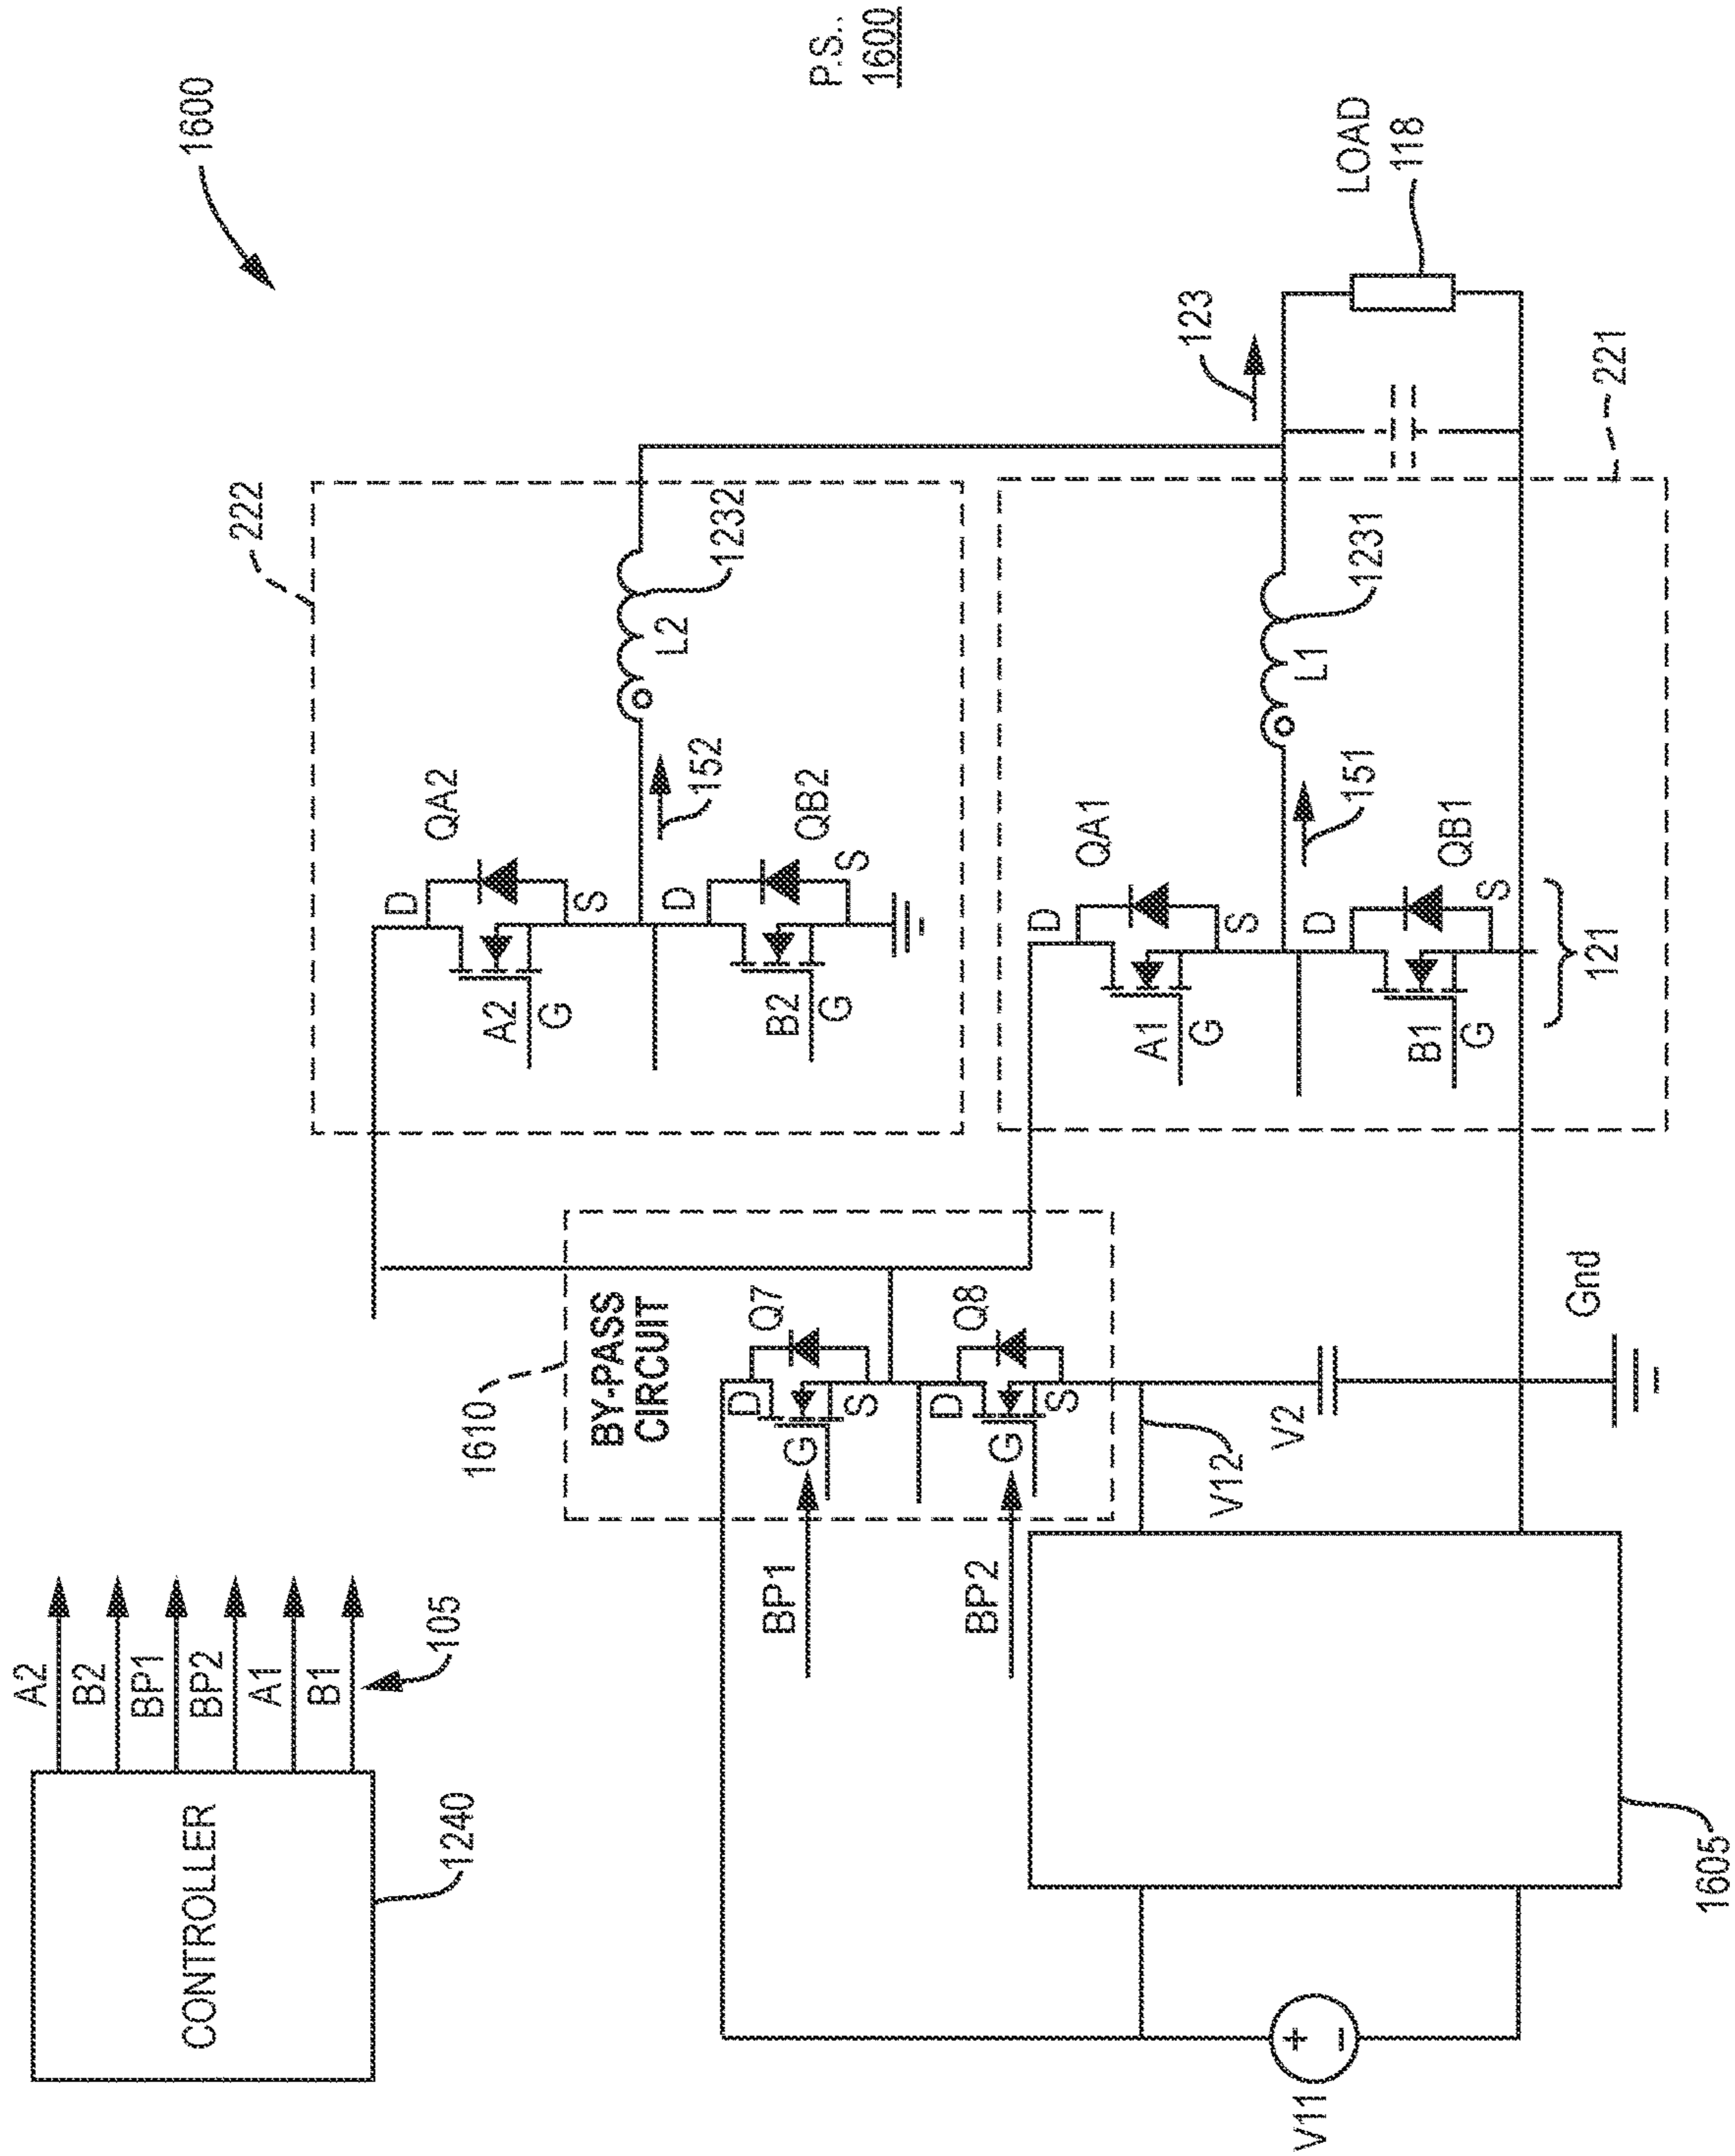 1600
P.S..
1600
CONTROLLER
1240
A2
B2
BP1
BP2
A1
B1
105
222
QA2
D
S
A2
G
152
L2
1232
D
QB2
S
B2
G
1610
BY-PASS
CIRCUIT
Q7
D
G
S
BP1
Q8
D
G
S
BP2
V12
V2
Gnd
QA1
D
S
A1
G
151
L1
1231
D
QB1
S
B1
G
121
123
LOAD
118
221
V11
+
-
1605